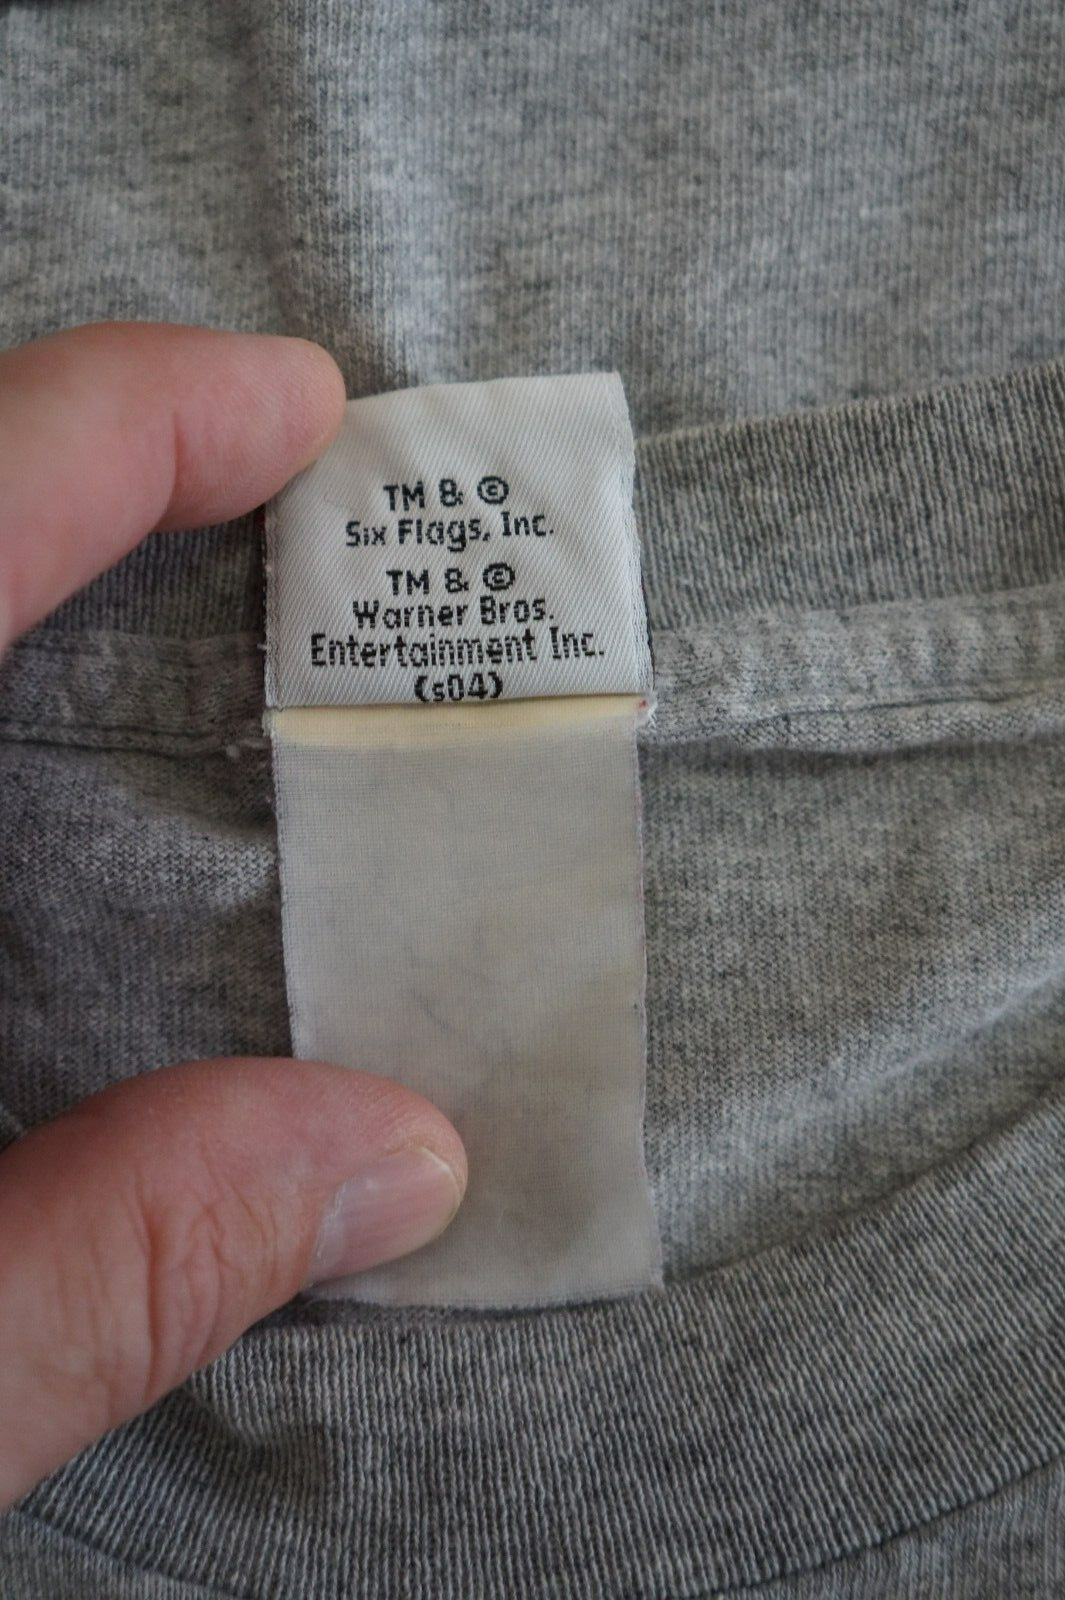 TM & ©
Six Flags, Inc.
TM & ©
Warner Bros.
Entertainment Inc.
(s04)